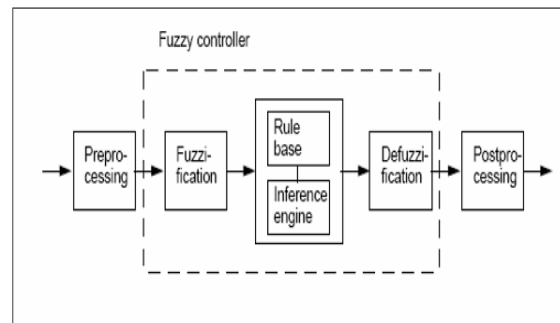 Fuzzy controller
Prepro-
cessing
Fuzzi-
fication
Rule
base
Inference
engine
Defuzzi-
fication
Postpro-
cessing